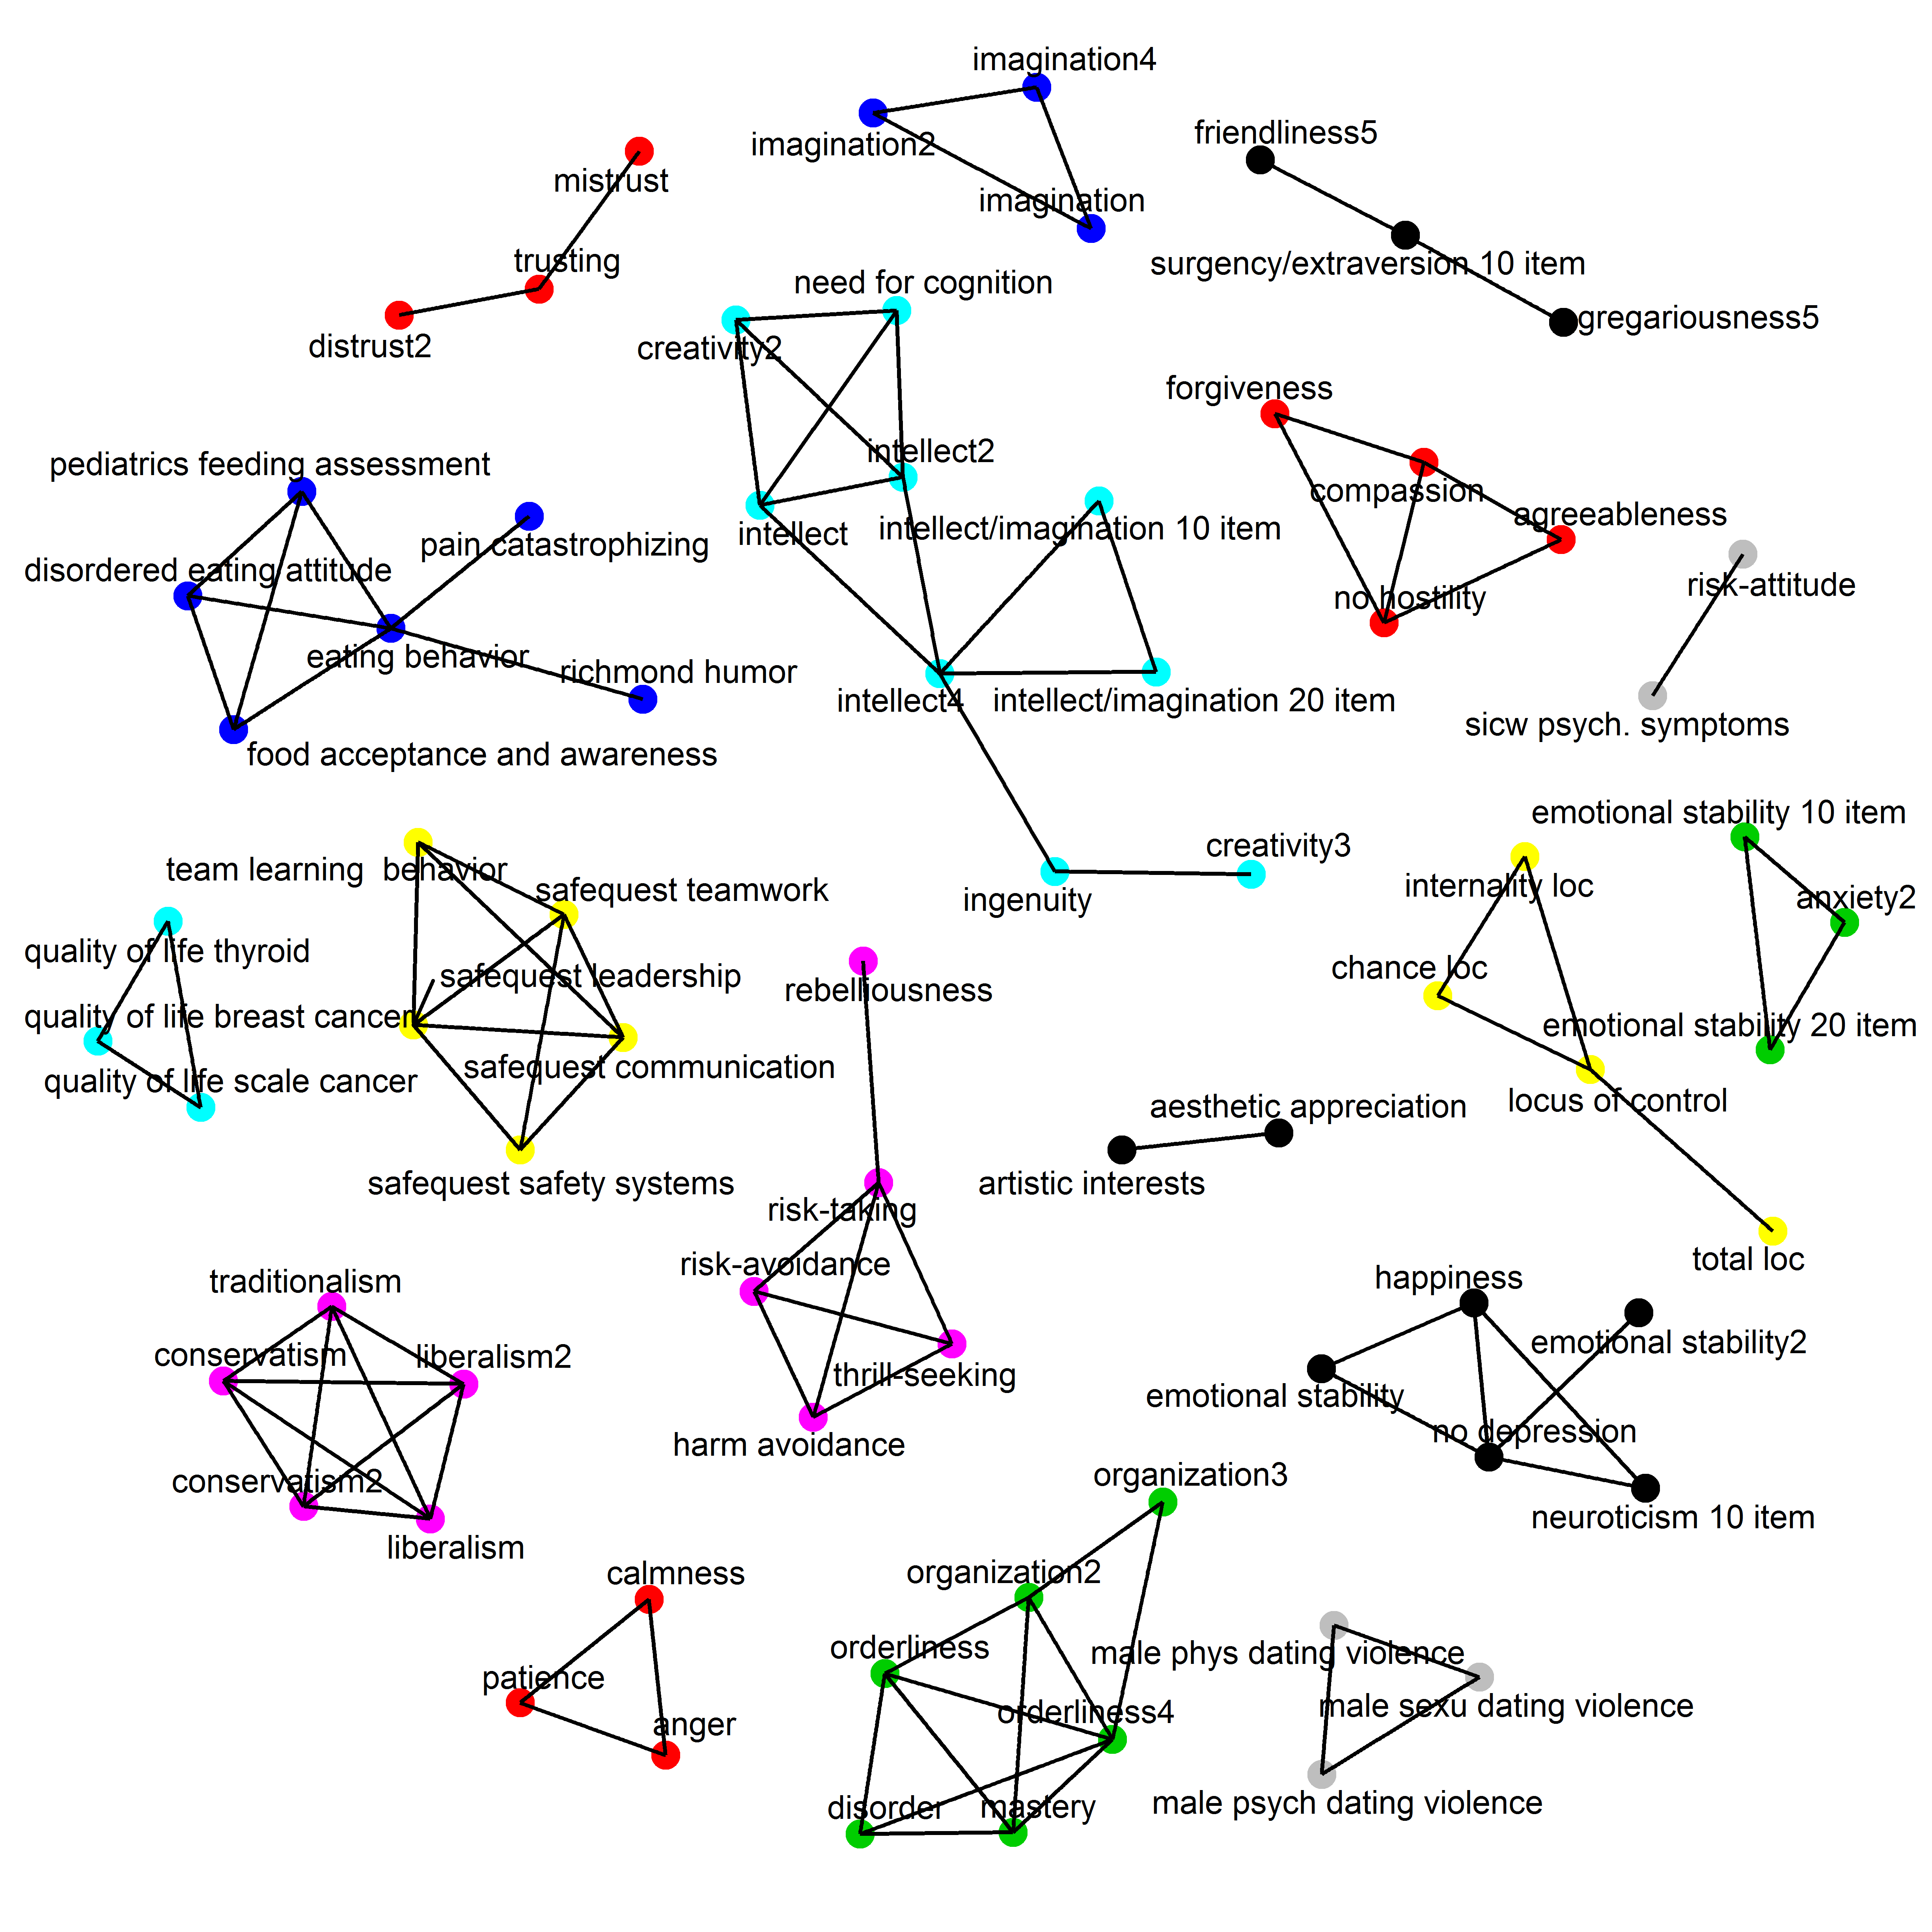 imagination4
imagination2
imagination
mistrust
trusting
distrust2
friendliness5
surgency/extraversion 10 item
gregariousness5
need for cognition
creativity2
intellect2
intellect
intellect/imagination 10 item
intellect4
intellect/imagination 20 item
ingenuity
creativity3
forgiveness
compassion
agreeableness
no hostility
risk-attitude
sicw psych. symptoms
pediatrics feeding assessment
pain catastrophizing
disordered eating attitude
eating behavior
richmond humor
food acceptance and awareness
team learning  behavior
safequest teamwork
safequest leadership
safequest communication
safequest safety systems
quality of life thyroid
quality of life breast cancer
quality of life scale cancer
rebelliousness
risk-taking
risk-avoidance
thrill-seeking
harm avoidance
emotional stability 10 item
anxiety2
emotional stability 20 item
internality loc
chance loc
locus of control
total loc
aesthetic appreciation
artistic interests
happiness
emotional stability2
emotional stability
no depression
neuroticism 10 item
traditionalism
conservatism
liberalism2
conservatism2
liberalism
calmness
patience
anger
organization3
organization2
orderliness
orderliness4
disorder
mastery
male phys dating violence
male sexu dating violence
male psych dating violence